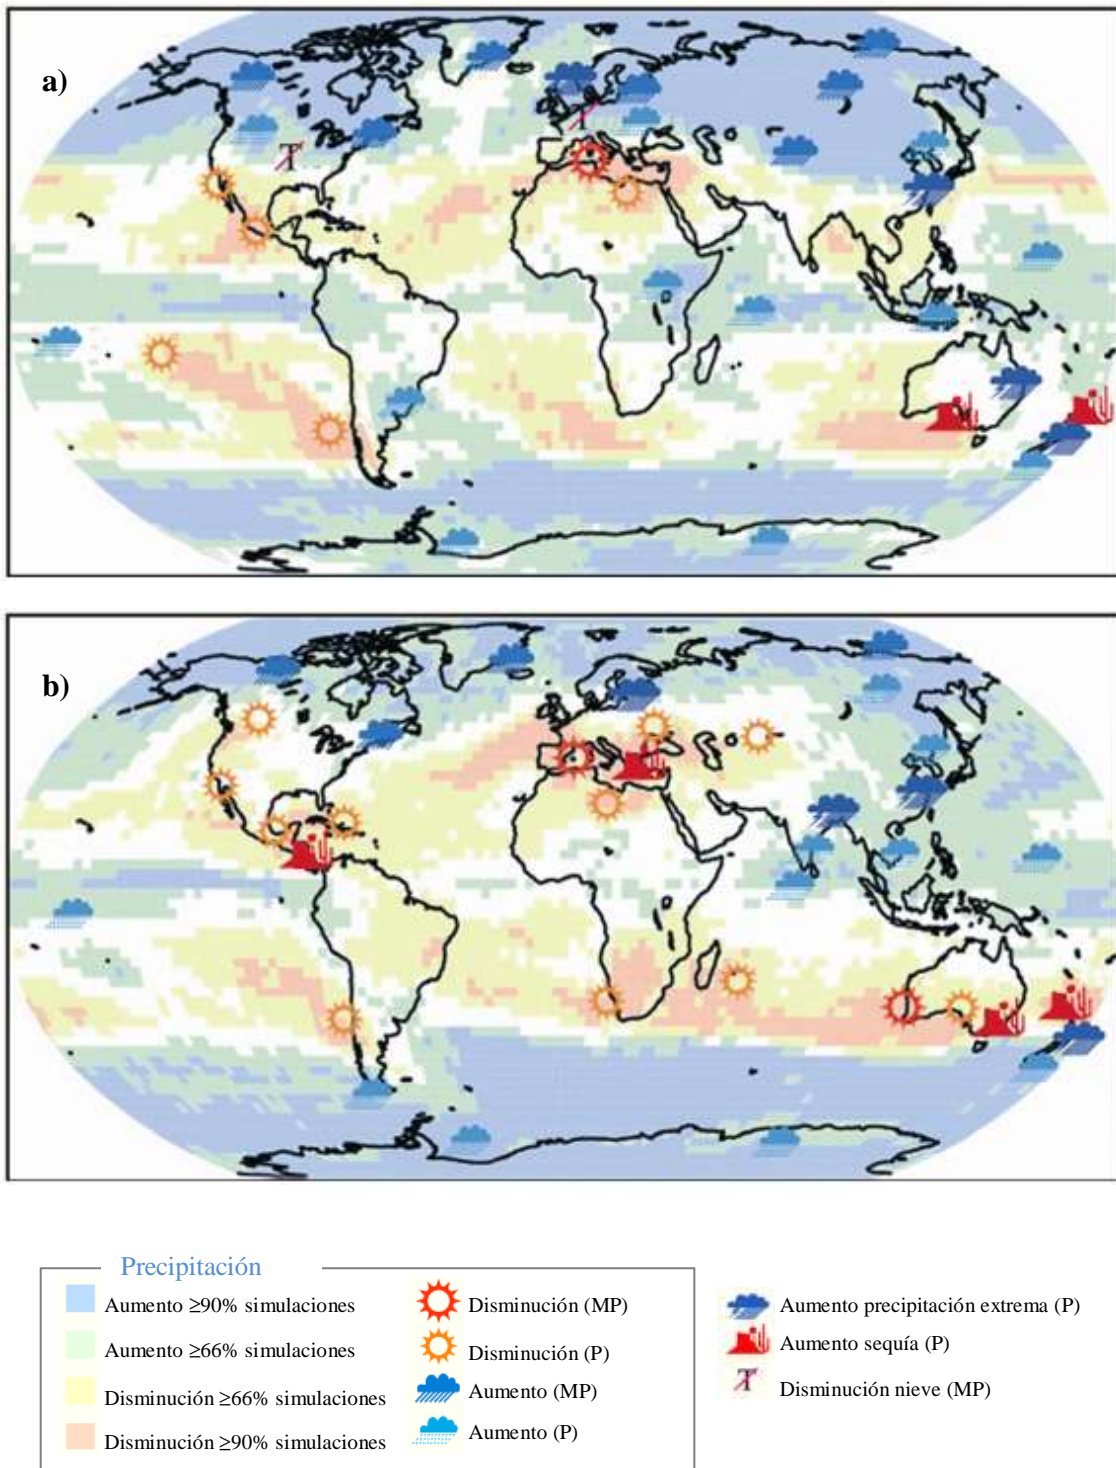 a)
b)
Precipitación
Aumento ≥90% simulaciones
Aumento ≥66% simulaciones
Disminución ≥66% simulaciones
Disminución ≥90% simulaciones
Disminución (MP)
Disminución (P)
Aumento (MP)
Aumento (P)
Aumento precipitación extrema (P)
Aumento sequía (P)
Disminución nieve (MP)